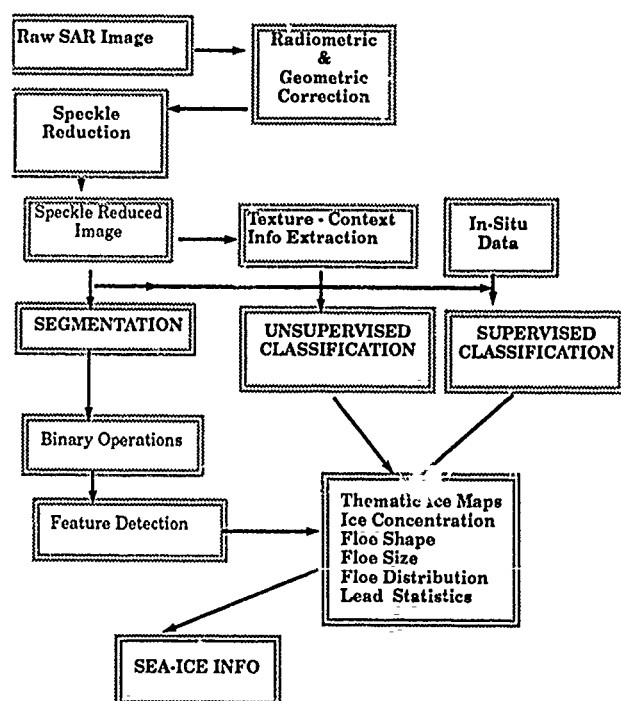 Raw SAR Image
Radiometric
&
Geometric
Correction
Speckle
Reduction
Speckle Reduced
Image
Texture - Context
Info Extraction
In-Situ
Data
SEGMENTATION
UNSUPERVISED
CLASSIFICATION
SUPERVISED
CLASSIFICATION
Binary Operations
Feature Detection
Thematic Ice Maps
Ice Concentration
Floe Shape
Floe Size
Floe Distribution
Lead Statistics
SEA-ICE INFO